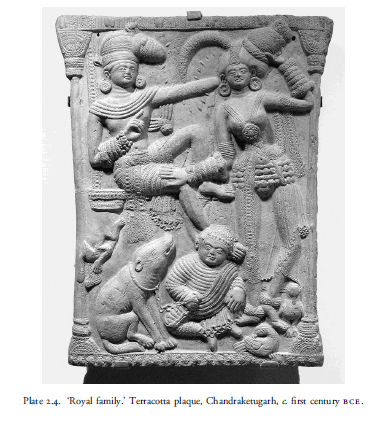 Plate 2.4. ‘Royal family.’ Terracotta plaque, Chandraketugarh, c. first century BCE.